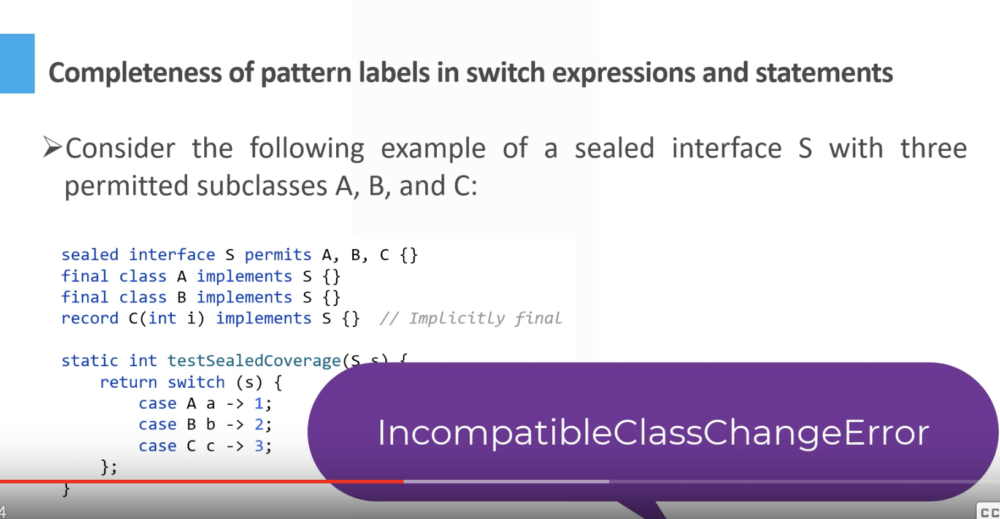 Completeness of pattern labels in switch expressions and statements
➢Consider the following example of a sealed interface S with three
permitted subclasses A, B, and C:
sealed interface S permits A, B, C {}
final class A implements S {}
final class B implements S {}
record C(int i) implements S {}  // Implicitly final
static int testSealedCoverage(S s) {
    return switch (s) {
        case A a -> 1;
        case B b -> 2;
        case C c -> 3;
    };
}
IncompatibleClassChangeError
4
CC